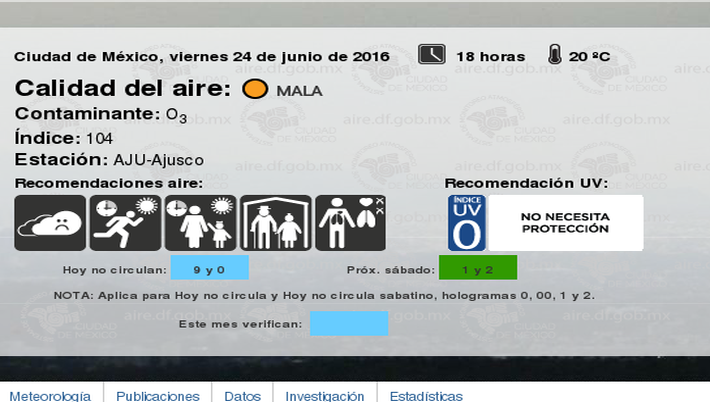 Ciudad de México, viernes 24 de junio de 2016 18 horas 20 ºC
Calidad del aire: MALA
Contaminante: O3
Índice: 104
Estación: AJU-Ajusco
Recomendaciones aire: Recomendación UV:
ÍNDICE
UV
0
NO NECESITA
PROTECCIÓN
Hoy no circulan: 9 y 0 Próx. sábado: 1 y 2
NOTA: Aplica para Hoy no circula y Hoy no circula sabatino, hologramas 0, 00, 1 y 2.
Este mes verifican:
Meteorología Publicaciones Datos Investigación Estadísticas
aire.df.gob.mx
CIUDAD
DE MÉXICO